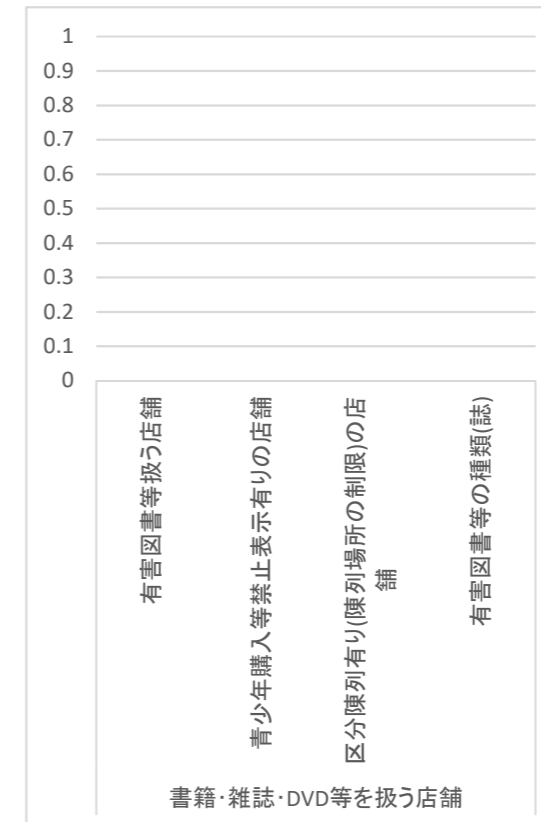 1
0.9
0.8
0.7
0.6
0.5
0.4
0.3
0.2
0.1
0
有害図書等扱う店舗
青少年購入等禁止表示有りの店舗
区分陳列有り(陳列場所の制限)の店
舗
有害図書等の種類(誌)
書籍・雑誌・DVD等を扱う店舗